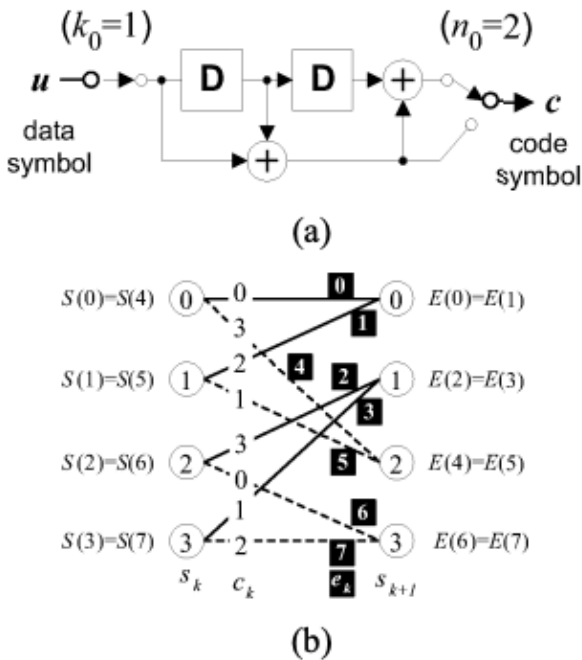 (k₀=1) (n₀=2)
u D D + c
data symbol + code symbol
(a)
S(0)=S(4) 0 0 0 0 E(0)=E(1)
3 1
4
2 2
S(1)=S(5) 1 1 3 1 E(2)=E(3)
3
S(2)=S(6) 2 0 5 2 E(4)=E(5)
1 6
S(3)=S(7) 3 2 7 3 E(6)=E(7)
sₖ cₖ eₖ sₖ₊₁
(b)